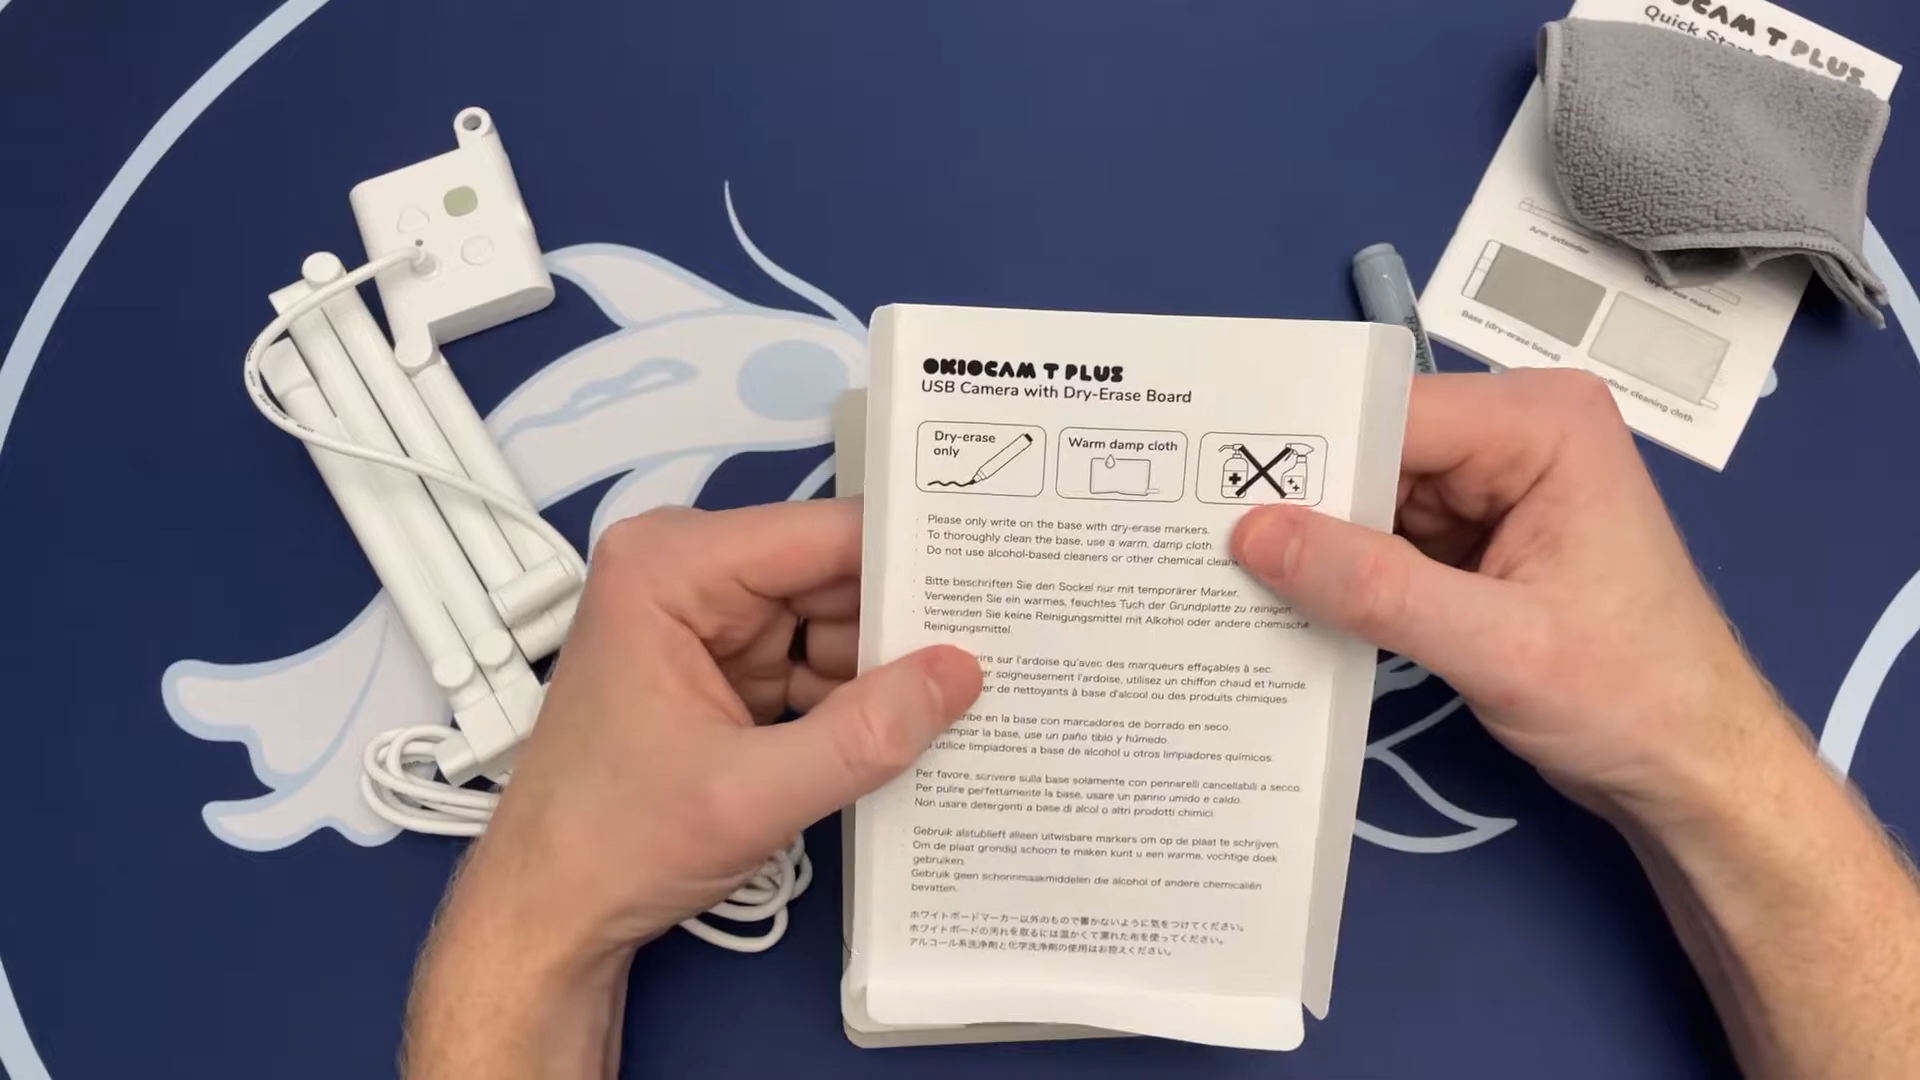 OKIOCAM T PLUS
USB Camera with Dry-Erase Board
Dry-erase
only
Warm damp cloth
Please only write on the base with dry-erase markers.
To thoroughly clean the base, use a warm, damp cloth.
Do not use alcohol-based cleaners or other chemical
Bitte beschriften Sie den Sockel nur mit temporärer Marker.
Verwenden Sie ein warmes, feuchtes Tuch der Grundplatte zu reinigen
Verwenden Sie keine Reinigungsmittel mit Alkohol oder andere chemische
Reinigungsmittel.
sur l'ardoise qu'avec des marqueurs effaçables à sec.
soigneusement l'ardoise, utilisez un chiffon chaud et humide.
de nettoyants à base d'alcool ou des produits chimiques.
en la base con marcadores de borrado en seco.
la base, use un paño tibio y húmedo.
utilice limpiadores a base de alcohol u otros limpiadores químicos.
Per favore, scrivere sulla base solamente con pennarelli cancellabili a secco.
Per pulire perfettamente la base, usare un panno umido e caldo.
Non usare detergenti a base di alcol o altri prodotti chimici.
Gebruik alstublieft alleen uitwisbare markers om op de plaat te schrijven.
Om de plaat grondig schoon te maken kunt u een warme, vochtige doek
gebruiken.
Gebruik geen schonnmaakmiddelen die alcohol of andere chemicaliën
bevatten.
ホワイトボードマーカー以外のもので書かないように気をつけてください。
ホワイトボードの汚れを取るには温かくて濡れた布を使ってください。
アルコール系洗浄剤と化学洗浄剤の使用はお控えください。
T PLUS
Quick
Arm extender
Dry-erase marker
Base (dry-erase board)
cleaning cloth
MARKER